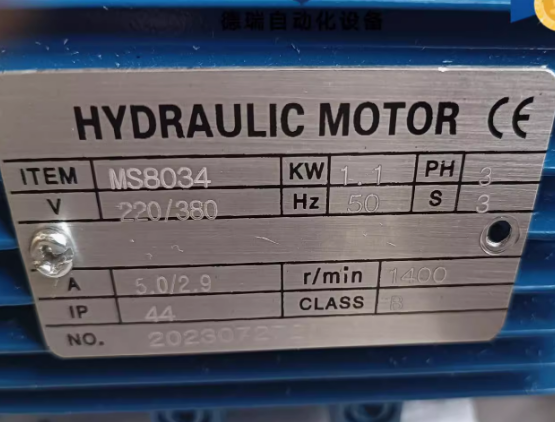 德瑞自动化设备
HYDRAULIC MOTOR CE
ITEM MS8034 KW 1.1 PH 3
V 220/380 Hz 50 S 3
A 5.0/2.9 r/min 1400
IP 44 CLASS B
NO.